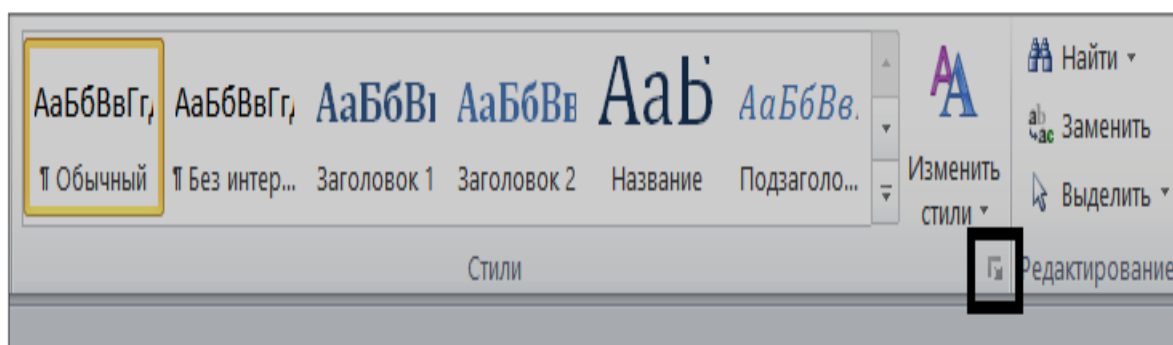 АаБбВвГг, АаБбВвГг, АаБбВı АаБбВв Ааb АаБбВв.
¶ Обычный ¶ Без интер... Заголовок 1 Заголовок 2 Название Подзаголо...
Изменить
стили
Стили
Найти
Заменить
Выделить
Редактирование